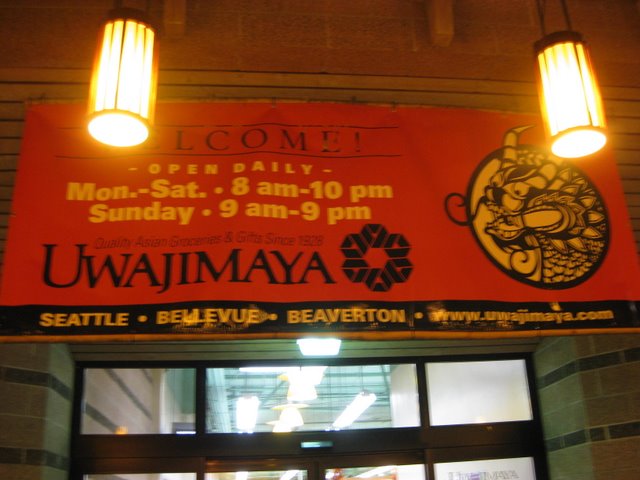 WELCOME!
- OPEN DAILY -
Mon.-Sat. • 8 am-10 pm
Sunday • 9 am-9 pm
Quality Asian Groceries & Gifts Since 1928
UWAJIMAYA
SEATTLE • BELLEVUE • BEAVERTON • www.uwajimaya.com